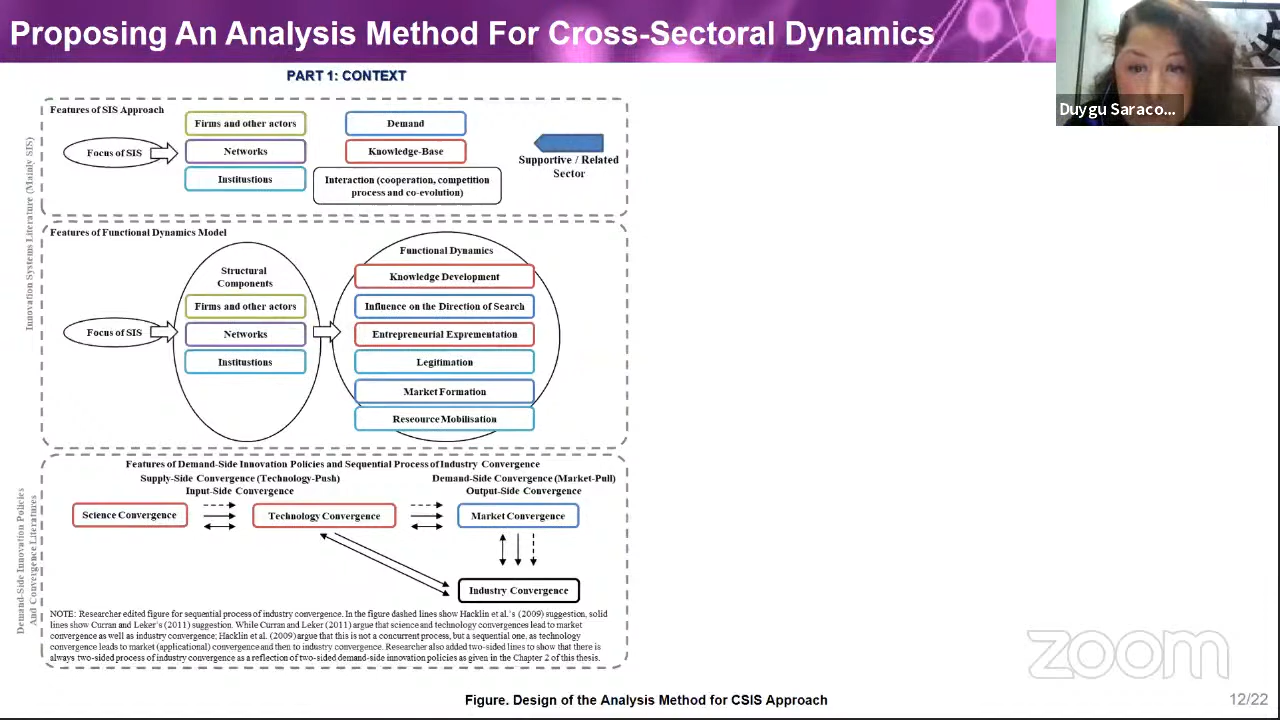 Proposing An Analysis Method For Cross-Sectoral Dynamics
Duygu Saraco...
PART 1: CONTEXT
Innovation Systems Literature (Mainly SIS)
Features of SIS Approach
Focus of SIS
Firms and other actors
Networks
Institustions
Demand
Knowledge-Base
Interaction (cooperation, competition
process and co-evolution)
Supportive / Related
Sector
Features of Functional Dynamics Model
Focus of SIS
Structural
Components
Firms and other actors
Networks
Institustions
Functional Dynamics
Knowledge Development
Influence on the Direction of Search
Entrepreneurial Exprementation
Legitimation
Market Formation
Reseource Mobilisation
Demand-Side Innovation Policies
And Convergence Literatures
Features of Demand-Side Innovation Policies and Sequential Process of Industry Convergence
Supply-Side Convergence (Technology-Push)
Input-Side Convergence
Demand-Side Convergence (Market-Pull)
Output-Side Convergence
Science Convergence
Technology Convergence
Market Convergence
Industry Convergence
NOTE: Researcher edited figure for sequential process of industry convergence. In the figure dashed lines show Hacklin et al.'s (2009) suggestion, solid
lines show Curran and Leker's (2011) suggestion. While Curran and Leker (2011) argue that science and technology convergences lead to market
convergence as well as industry convergence; Hacklin et al. (2009) argue that this is not a concurrent process, but a sequential one, as technology
convergence leads to market (applicational) convergence and then to industry convergence. Researcher also added two-sided lines to show that there is
always two-sided process of industry convergence as a reflection of two-sided demand-side innovation policies as given in the Chapter 2 of this thesis.
zoom
Figure. Design of the Analysis Method for CSIS Approach
12/22